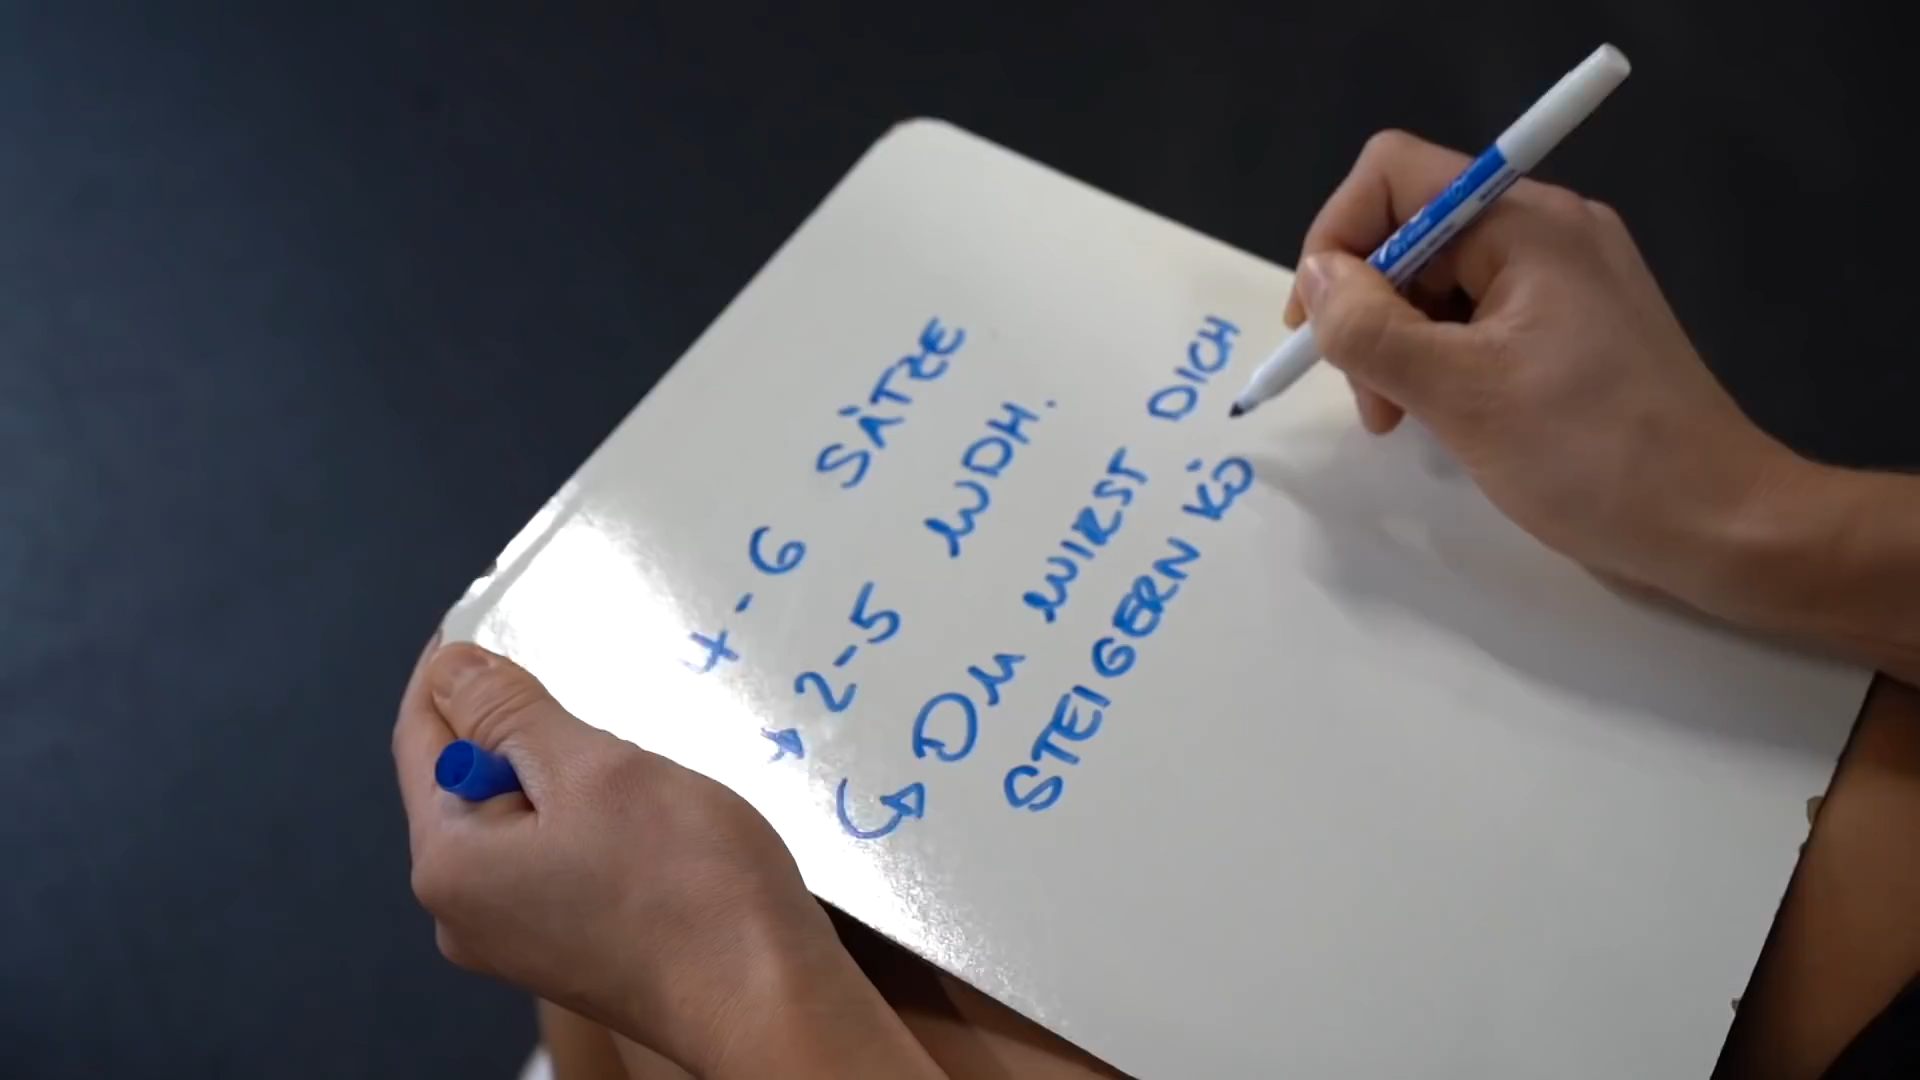 4-6 SÄTZE
→ 2-5 WDH.
↪ DU WIRST DICH
STEIGERN KÖ